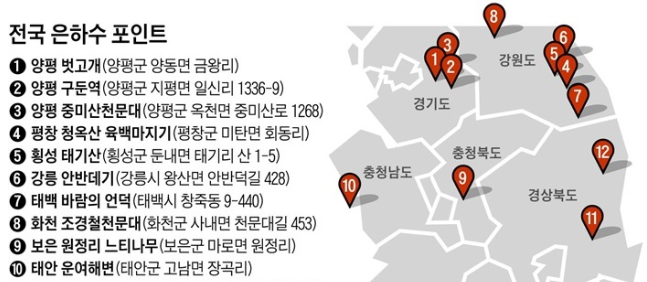 전국 은하수 포인트
❶ 양평 벗고개(양평군 양동면 금왕리)
❷ 양평 구둔역(양평군 지평면 일신리 1336-9)
❸ 양평 중미산천문대(양평군 옥천면 중미산로 1268)
❹ 평창 청옥산 육백마지기(평창군 미탄면 회동리)
❺ 횡성 태기산(횡성군 둔내면 태기리 산 1-5)
❻ 강릉 안반데기(강릉시 왕산면 안반덕길 428)
❼ 태백 바람의 언덕(태백시 창죽동 9-440)
❽ 화천 조경철천문대(화천군 사내면 천문대길 453)
❾ 보은 원정리 느티나무(보은군 마로면 원정리)
❿ 태안 운여해변(태안군 고남면 장곡리)
8
3
6
1
2
강원도
5
4
경기도
7
충청남도
충청북도
12
10
9
경상북도
11